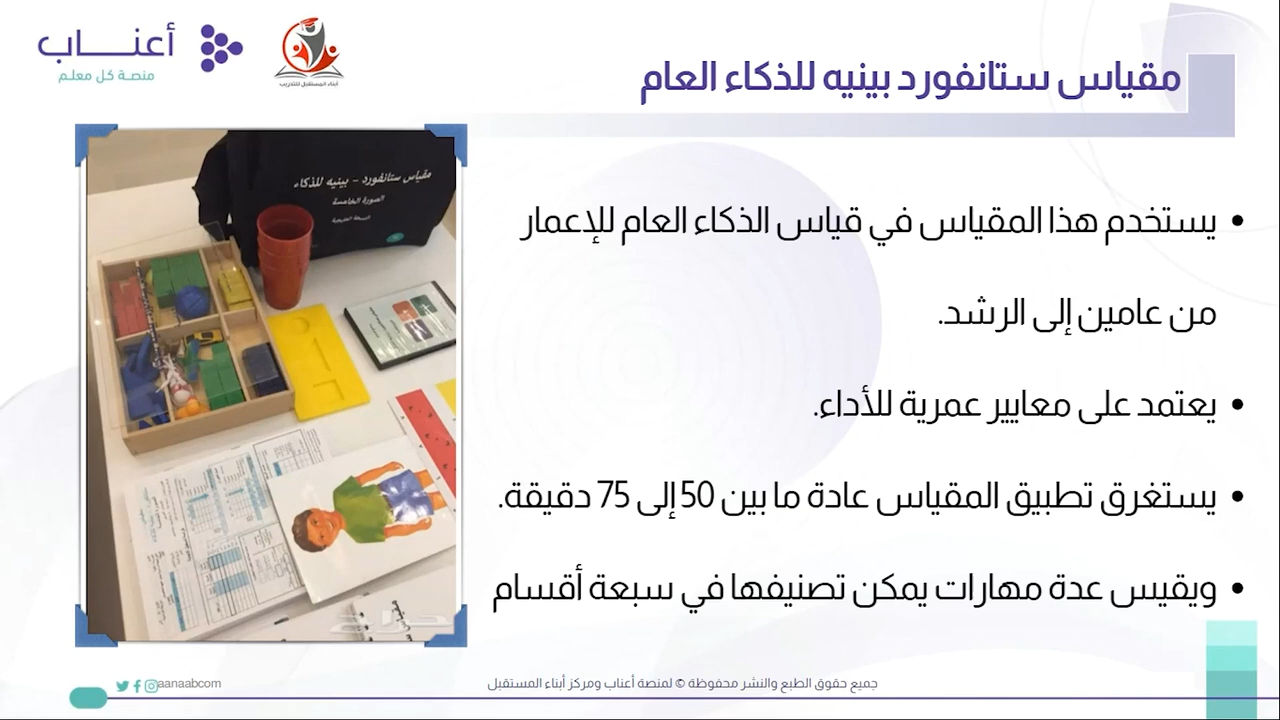 أعناب
منصة كل معلم
أبناء المستقبل للتدريب
مقياس ستانفورد بينيه للذكاء العام
مقياس ستانفورد - بينيه للذكاء
الصورة الخامسة
• يستخدم هذا المقياس في قياس الذكاء العام للإعمار
من عامين إلى الرشد.
• يعتمد على معايير عمرية للأداء.
• يستغرق تطبيق المقياس عادة ما بين 50 إلى 75 دقيقة.
• ويقيس عدة مهارات يمكن تصنيفها في سبعة أقسام
حراج
aanaabcom
جميع حقوق الطبع والنشر محفوظة © لمنصة أعناب ومركز أبناء المستقبل